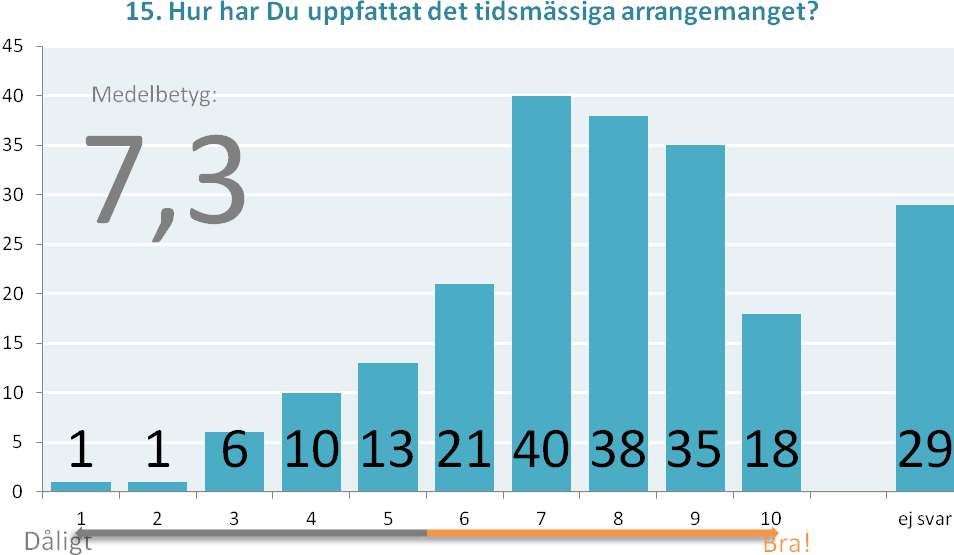 15. Hur har Du uppfattat det tidsmässiga arrangemanget?
45
40
35
30
25
20
15
10
5
0
Medelbetyg:
7,3
1 1 6 10 13 21 40 38 35 18 29
1 2 3 4 5 6 7 8 9 10 ej svar
Dåligt Bra!